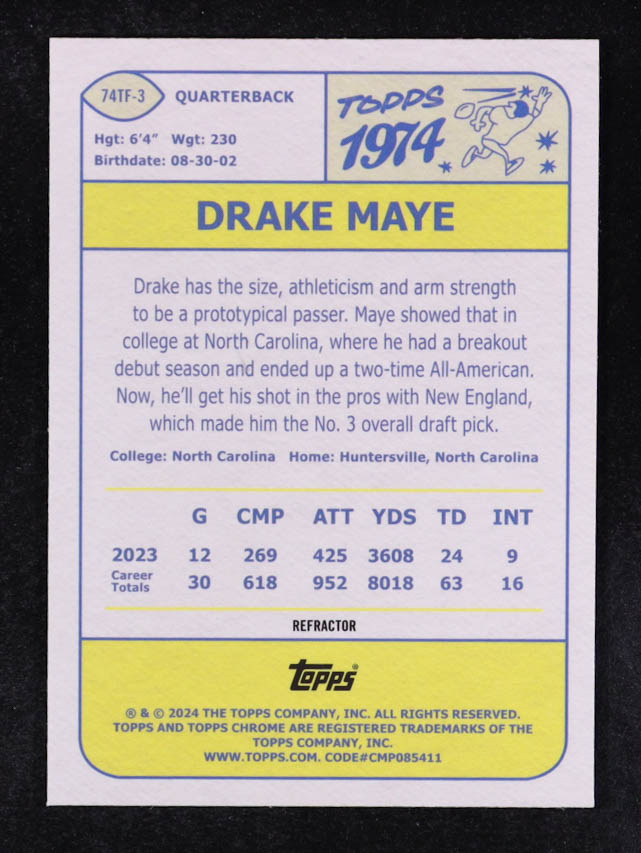 74TF-3 QUARTERBACK
Hgt: 6'4" Wgt: 230
Birthdate: 08-30-02
TOPPS
1974
DRAKE MAYE
Drake has the size, athleticism and arm strength
to be a prototypical passer. Maye showed that in
college at North Carolina, where he had a breakout
debut season and ended up a two-time All-American.
Now, he'll get his shot in the pros with New England,
which made him the No. 3 overall draft pick.
College: North Carolina Home: Huntersville, North Carolina
G CMP ATT YDS TD INT
2023 12 269 425 3608 24 9
Career
Totals 30 618 952 8018 63 16
REFRACTOR
Topps®
® & © 2024 THE TOPPS COMPANY, INC. ALL RIGHTS RESERVED.
TOPPS AND TOPPS CHROME ARE REGISTERED TRADEMARKS OF THE
TOPPS COMPANY, INC.
WWW.TOPPS.COM. CODE#CMP085411